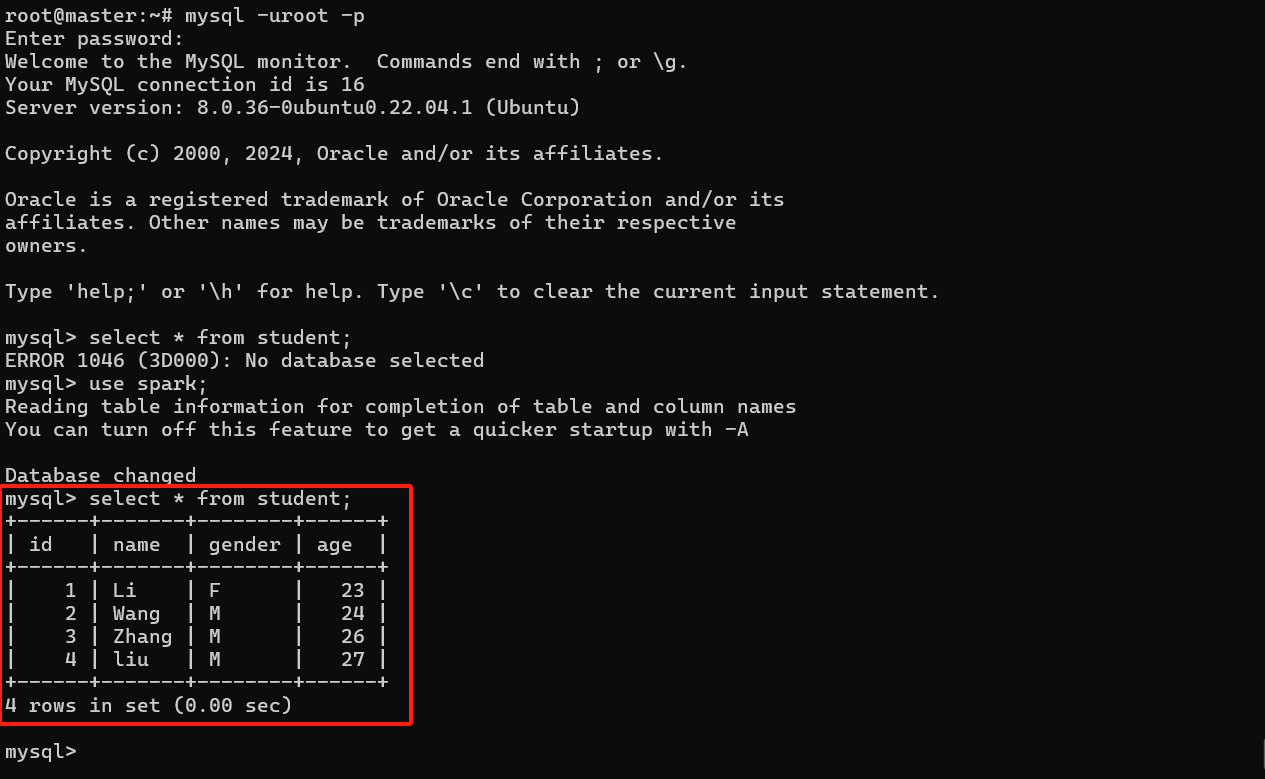 root@master:~# mysql -uroot -p
Enter password:
Welcome to the MySQL monitor.  Commands end with ; or \g.
Your MySQL connection id is 16
Server version: 8.0.36-0ubuntu0.22.04.1 (Ubuntu)

Copyright (c) 2000, 2024, Oracle and/or its affiliates.

Oracle is a registered trademark of Oracle Corporation and/or its
affiliates. Other names may be trademarks of their respective
owners.

Type 'help;' or '\h' for help. Type '\c' to clear the current input statement.

mysql> select * from student;
ERROR 1046 (3D000): No database selected
mysql> use spark;
Reading table information for completion of table and column names
You can turn off this feature to get a quicker startup with -A

Database changed
mysql> select * from student;
+------+-------+--------+------+
| id   | name  | gender | age  |
+------+-------+--------+------+
|    1 | Li    | F      |   23 |
|    2 | Wang  | M      |   24 |
|    3 | Zhang | M      |   26 |
|    4 | liu   | M      |   27 |
+------+-------+--------+------+
4 rows in set (0.00 sec)

mysql>